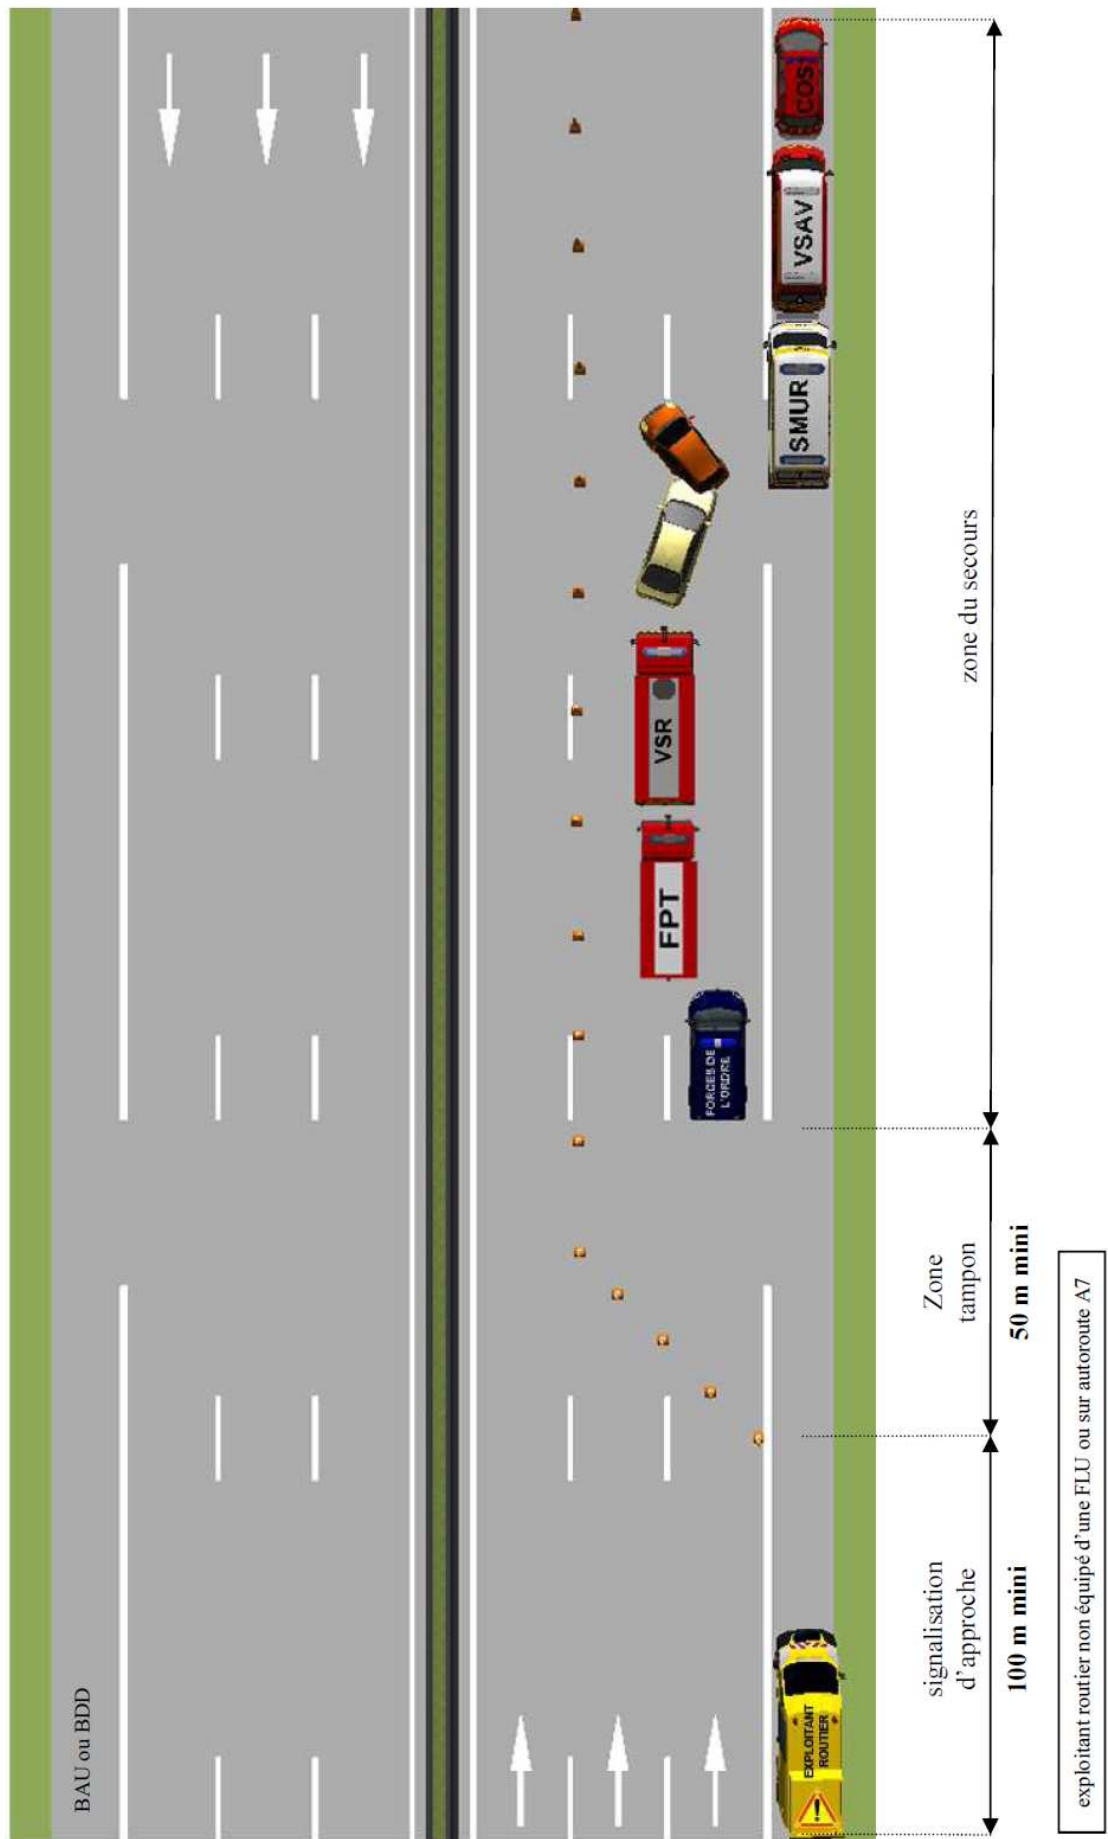 BAU ou BDD
COS
VSAV
SMUR
VSR
FPT
FORCES DE
L'ORDRE
EXPLOITANT
ROUTIER
!
signalisation
d'approche
100 m mini
Zone
tampon
50 m mini
zone du secours
exploitant routier non équipé d'une FLU ou sur autoroute A7